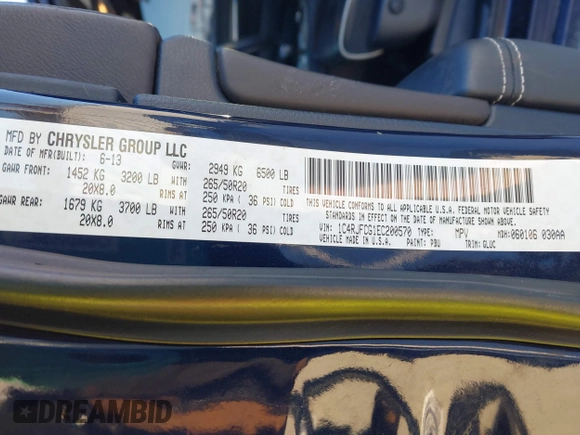 MFD BY CHRYSLER GROUP LLC
DATE OF MFR(BUILT): 6-13 GVWR: 2949 KG 6500 LB
GAWR FRONT: 1452 KG 3200 LB WITH 265/50R20 TIRES
20X8.0 RIMS AT 250 KPA ( 36 PSI) COLD
GAWR REAR: 1679 KG 3700 LB WITH 265/50R20 TIRES
20X8.0 RIMS AT 250 KPA ( 36 PSI) COLD
THIS VEHICLE CONFORMS TO ALL APPLICABLE U.S.A. FEDERAL MOTOR VEHICLE SAFETY
STANDARDS IN EFFECT ON THE DATE OF MANUFACTURE SHOWN ABOVE.
VIN: 1C4RJFCG1EC200570 TYPE: MPV MDH: 060106 030AA
VEHICLE MADE IN U.S.A. PAINT: PBU TRIM: GLUC
DREAMBID